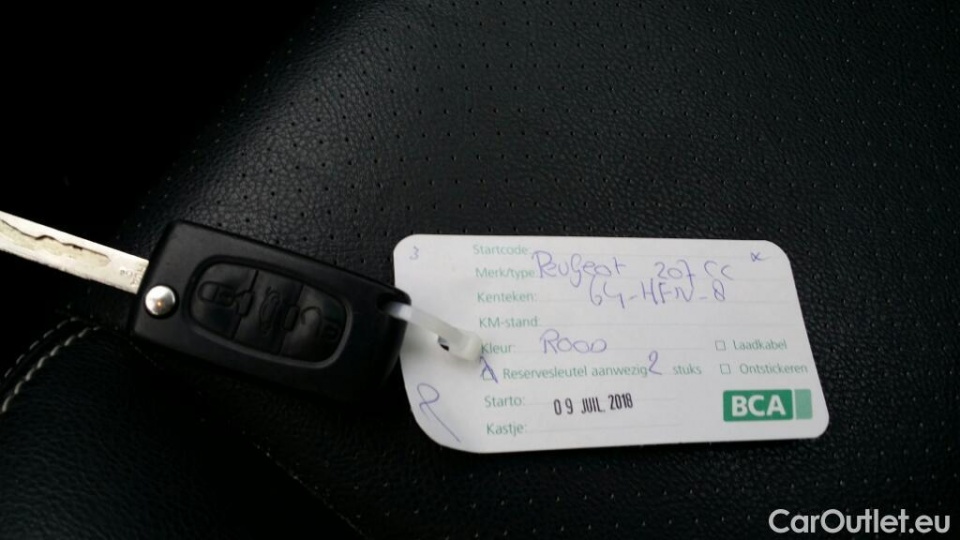 3
Startcode:
Merk/type: Peugeot 207 CC
Kenteken: 64-HFN-8
KM-stand:
Kleur: ROOD
Laadkabel
Reservesleutel aanwezig 2 stuks
Ontstickeren
Starto: 09 JUIL. 2018
BCA
Kastje:
CarOutlet.eu